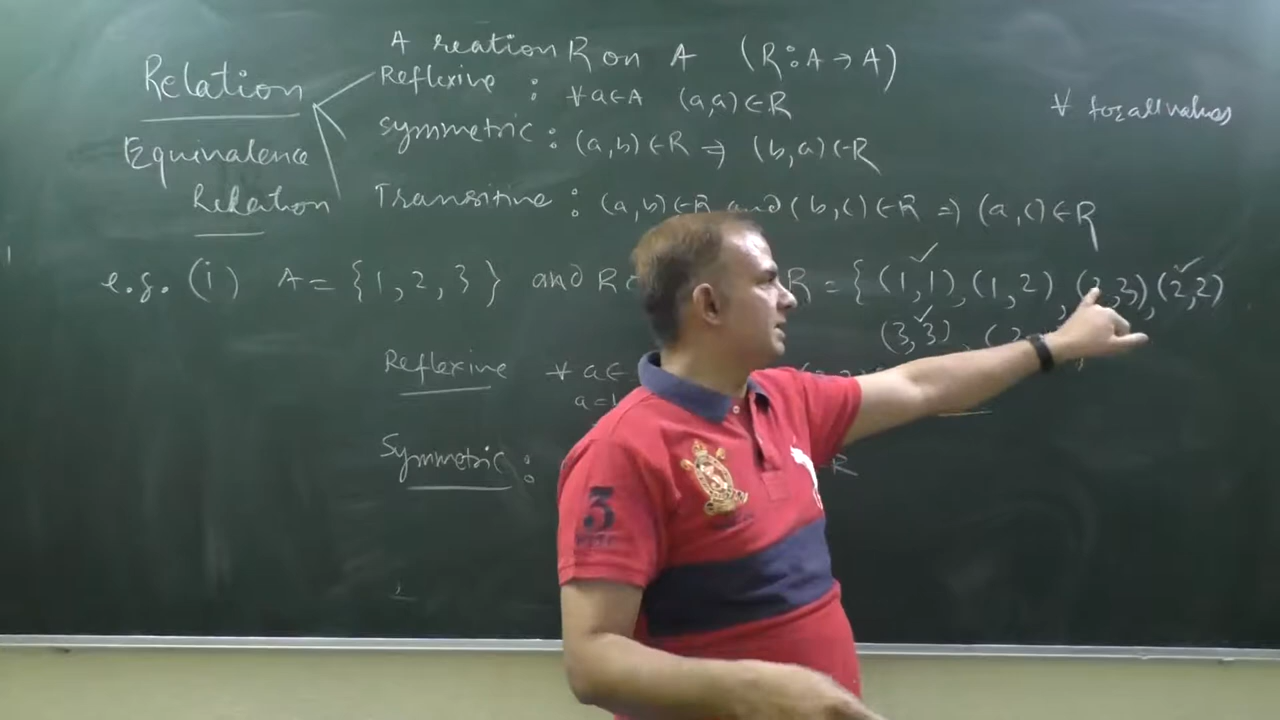 A reation R on A (R : A → A)
Relation
Reflexive : ∀ a ∈ A (a,a) ∈ R
∀ for all values
Symmetric : (a,b) ∈ R ⇒ (b,a) ∈ R
Equivalence
Relation
Transitive : (a,b) ∈ R and (b,c) ∈ R ⇒ (a,c) ∈ R
e.g. (i) A = {1, 2, 3} and R = { (1,1), (1,2), ,3), (2,2)
(3,3) ,
Reflexive ∀ a ∈
a = 1
Symmetric :
R
3